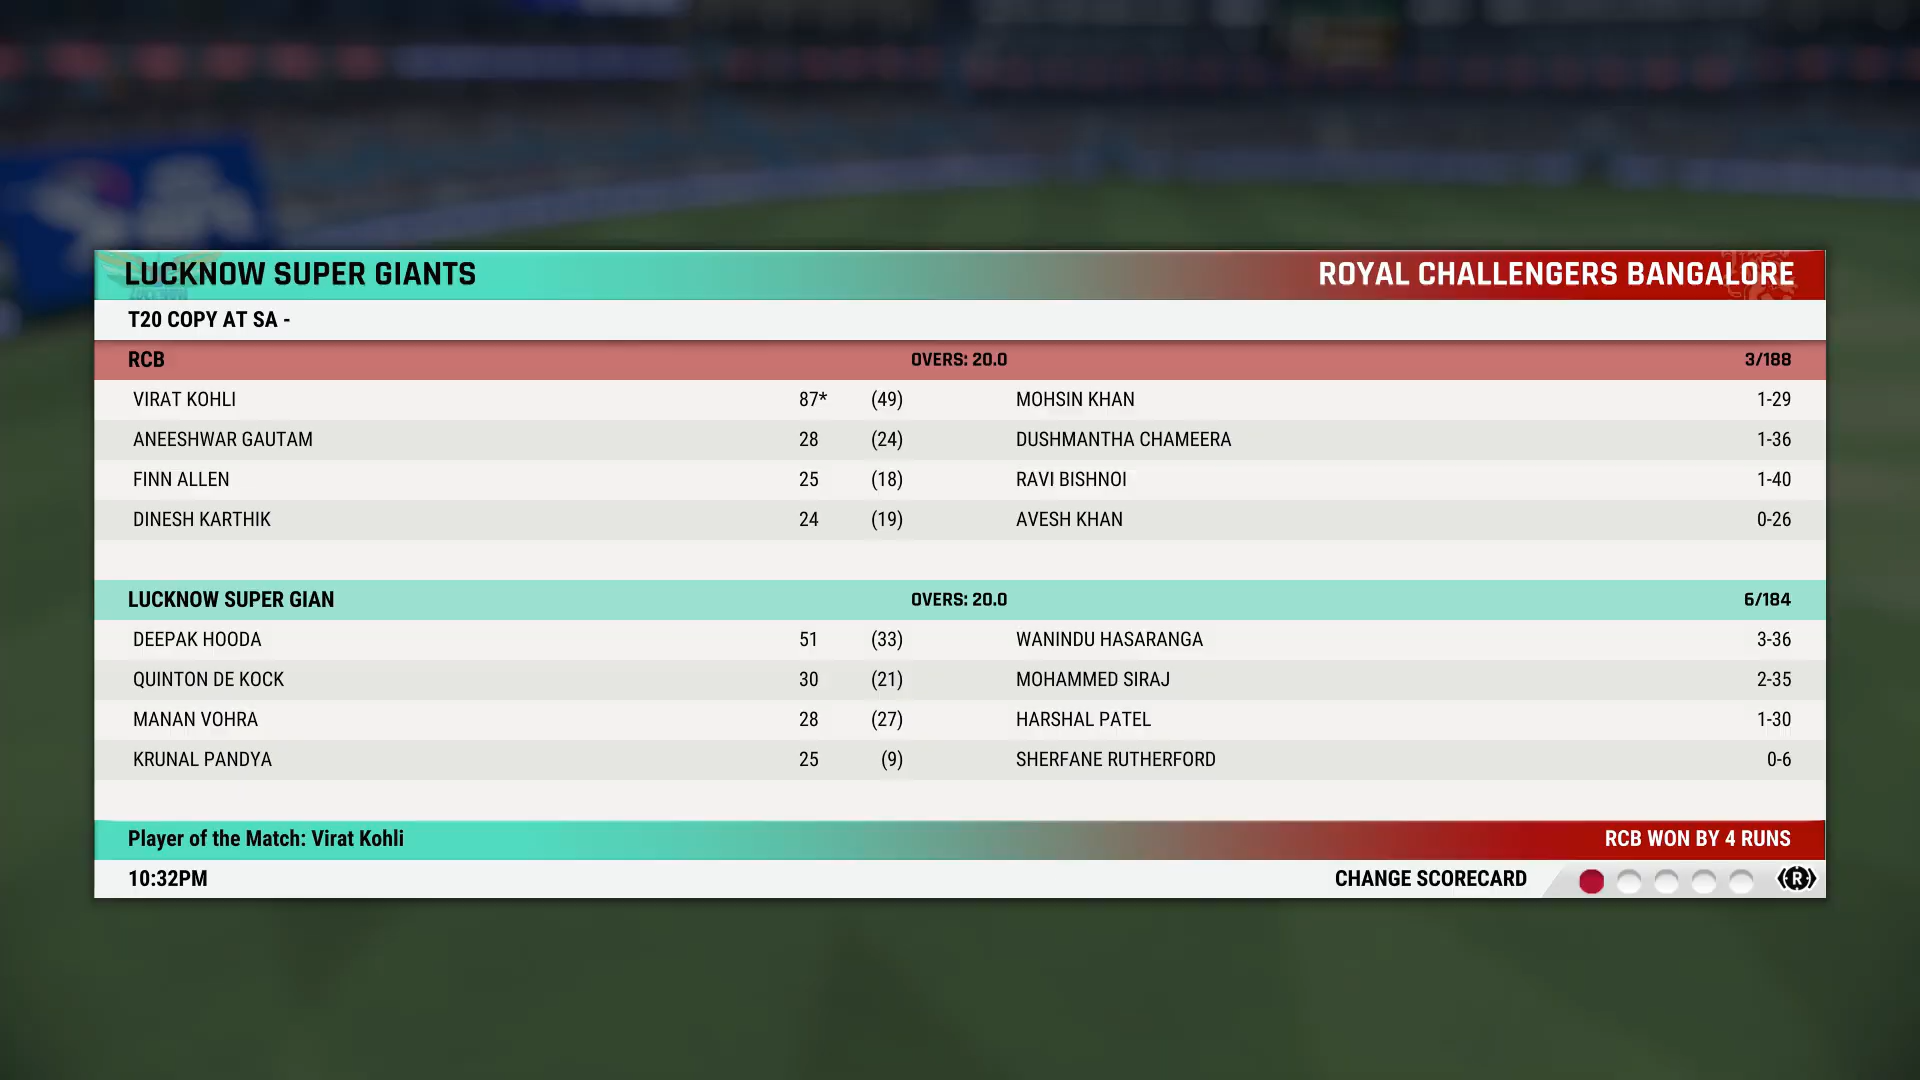 LUCKNOW SUPER GIANTS ROYAL CHALLENGERS BANGALORE
T20 COPY AT SA -
RCB OVERS: 20.0 3/188
VIRAT KOHLI 87* (49) MOHSIN KHAN 1-29
ANEESHWAR GAUTAM 28 (24) DUSHMANTHA CHAMEERA 1-36
FINN ALLEN 25 (18) RAVI BISHNOI 1-40
DINESH KARTHIK 24 (19) AVESH KHAN 0-26
LUCKNOW SUPER GIAN OVERS: 20.0 6/184
DEEPAK HOODA 51 (33) WANINDU HASARANGA 3-36
QUINTON DE KOCK 30 (21) MOHAMMED SIRAJ 2-35
MANAN VOHRA 28 (27) HARSHAL PATEL 1-30
KRUNAL PANDYA 25 (9) SHERFANE RUTHERFORD 0-6
Player of the Match: Virat Kohli RCB WON BY 4 RUNS
10:32PM CHANGE SCORECARD R